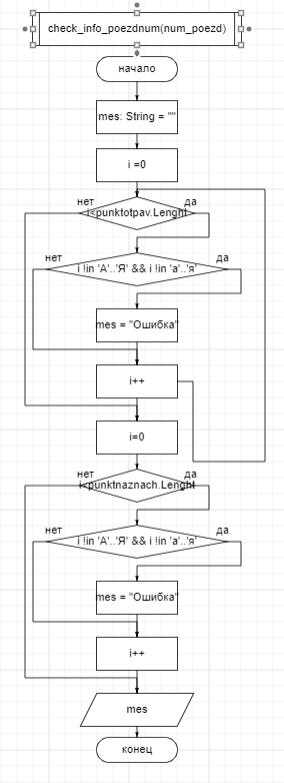 check_info_poezdnum(num_poezd)
начало
mes: String = ""
i =0
нет
да
i<punktotpav.Lenght
нет
да
i !in 'А'..'Я' && i !in 'а'..'я'
mes = "Ошибка"
i++
i=0
нет
да
i<punktnaznach.Lenght
нет
да
i !in 'А'..'Я' && i !in 'а'..'я'
mes = "Ошибка"
i++
mes
конец